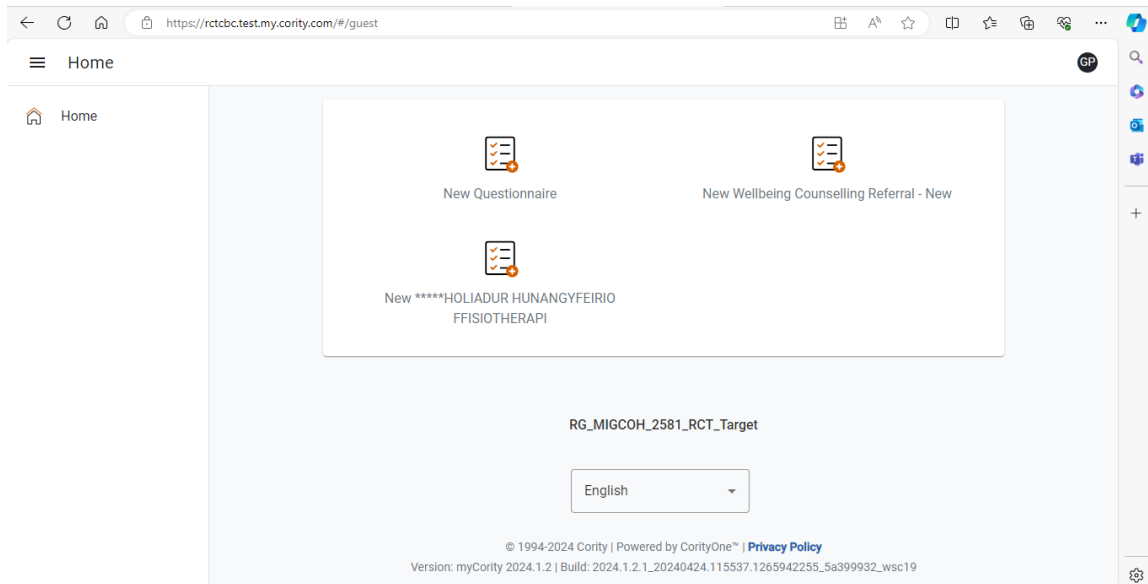 https://rctcbc.test.my.cority.com/#/guest
Home
GP
Home
New Questionnaire
New Wellbeing Counselling Referral - New
New *****HOLIADUR HUNANGYFEIRIO
FFISIOTHERAPI
RG_MIGCOH_2581_RCT_Target
English
© 1994-2024 Cority | Powered by CorityOne™ | Privacy Policy
Version: myCority 2024.1.2 | Build: 2024.1.2.1_20240424.115537.1265942255_5a399932_wsc19